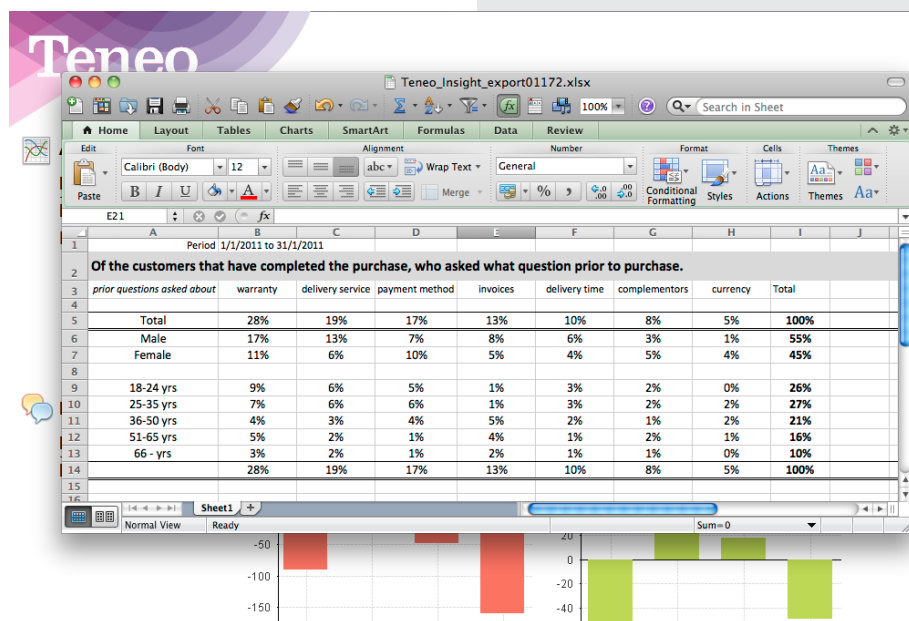 Teneo
Teneo_Insight_export01172.xlsx
100% Search in Sheet
Home Layout Tables Charts SmartArt Formulas Data Review
Edit Font Alignment Number Format Cells Themes
Calibri (Body) 12 abc Wrap Text General
Paste B I U A Merge % , .0 .00 .00 .0 Conditional Formatting Styles Actions Aa Themes Aa
E21 fx
A B C D E F G H I J
1 Period 1/1/2011 to 31/1/2011
2 Of the customers that have completed the purchase, who asked what question prior to purchase.
3 prior questions asked about warranty delivery service payment method invoices delivery time complementors currency Total
4
5 Total 28% 19% 17% 13% 10% 8% 5% 100%
6 Male 17% 13% 7% 8% 6% 3% 1% 55%
7 Female 11% 6% 10% 5% 4% 5% 4% 45%
8
9 18-24 yrs 9% 6% 5% 1% 3% 2% 0% 26%
10 25-35 yrs 7% 6% 6% 1% 3% 2% 2% 27%
11 36-50 yrs 4% 3% 4% 5% 2% 1% 2% 21%
12 51-65 yrs 5% 2% 1% 4% 1% 2% 1% 16%
13 66 - yrs 3% 2% 1% 2% 1% 1% 0% 10%
14 28% 19% 17% 13% 10% 8% 5% 100%
15
16
Sheet1 +
Normal View Ready Sum=0
-50 20
-100 0
-150 -20
-40